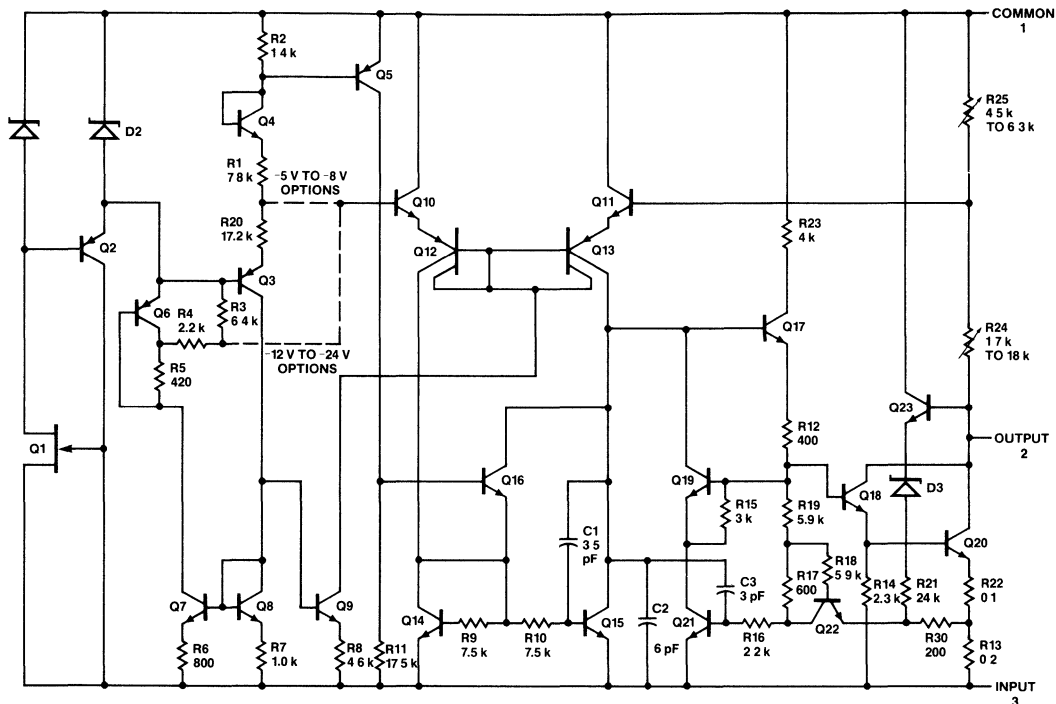 COMMON
1
R2
1 4 k
Q5
R25
4 5 k
TO 6 3 k
Q4
D2
R1
7 8 k
–5 V TO –8 V
OPTIONS
Q10
Q11
R20
17.2 k
R23
4 k
Q2
Q12
Q13
Q3
Q6
R4
2.2 k
R3
6 4 k
Q17
R24
1 7 k
TO 18 k
–12 V TO –24 V
OPTIONS
R5
420
Q23
R12
400
OUTPUT
2
Q1
Q16
Q19
Q18
D3
R15
3 k
R19
5.9 k
C1
3 5
pF
Q20
R18
5 9 k
C3
3 pF
R17
600
R14
2.3 k
R21
24 k
R22
0 1
Q7
Q8
Q9
Q14
Q15
C2
6 pF
Q21
Q22
R9
7.5 k
R10
7.5 k
R16
2 2 k
R30
200
R13
0 2
R6
800
R7
1.0 k
R8
4 6 k
R11
17 5 k
INPUT
3